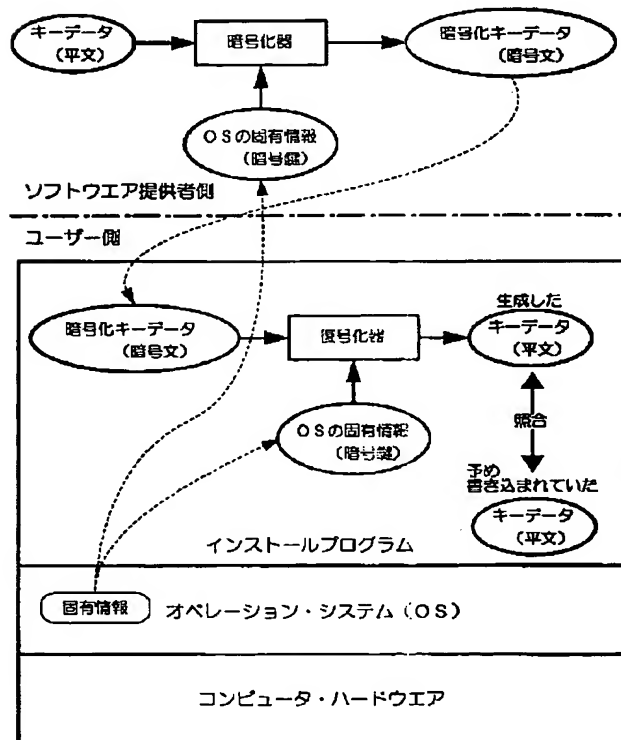 キーデータ
(平文)
暗号化器
暗号化キーデータ
(暗号文)
OSの固有情報
(暗号鍵)
ソフトウエア提供者側
ユーザー側
暗号化キーデータ
(暗号文)
復号化器
生成した
キーデータ
(平文)
OSの固有情報
(暗号鍵)
照合
予め
書き込まれていた
キーデータ
(平文)
インストールプログラム
固有情報
オペレーション・システム(OS)
コンピュータ・ハードウエア